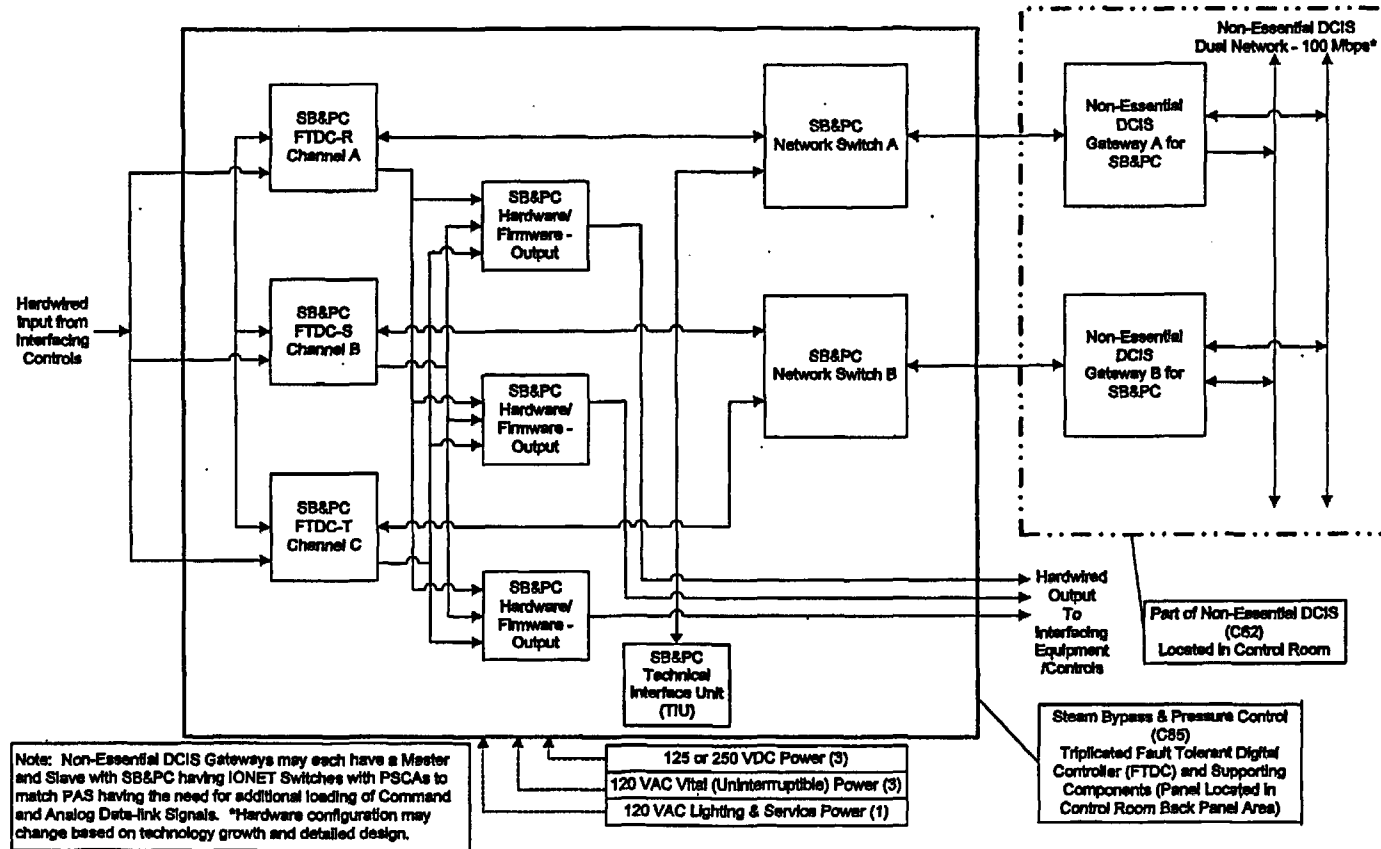 Non-Essential DCIS
Dual Network - 100 Mbps*
SB&PC
FTDC-R
Channel A
SB&PC
Network Switch A
Non-Essential
DCIS
Gateway A for
SB&PC
SB&PC
Hardware/
Firmware -
Output
Hardwired
Input from
Interfacing
Controls
SB&PC
FTDC-S
Channel B
SB&PC
Network Switch B
Non-Essential
DCIS
Gateway B for
SB&PC
SB&PC
Hardware/
Firmware -
Output
SB&PC
FTDC-T
Channel C
SB&PC
Hardware/
Firmware -
Output
Hardwired
Output
To
Interfacing
Equipment
/Controls
Part of Non-Essential DCIS
(C62)
Located in Control Room
SB&PC
Technical
Interface Unit
(TIU)
Steam Bypass & Pressure Control
(C85)
Triplicated Fault Tolerant Digital
Controller (FTDC) and Supporting
Components (Panel Located in
Control Room Back Panel Area)
125 or 250 VDC Power (3)
120 VAC Vital (Uninterruptible) Power (3)
120 VAC Lighting & Service Power (1)
Note: Non-Essential DCIS Gateways may each have a Master
and Slave with SB&PC having IONET Switches with PSCAs to
match PAS having the need for additional loading of Command
and Analog Data-link Signals. *Hardware configuration may
change based on technology growth and detailed design.